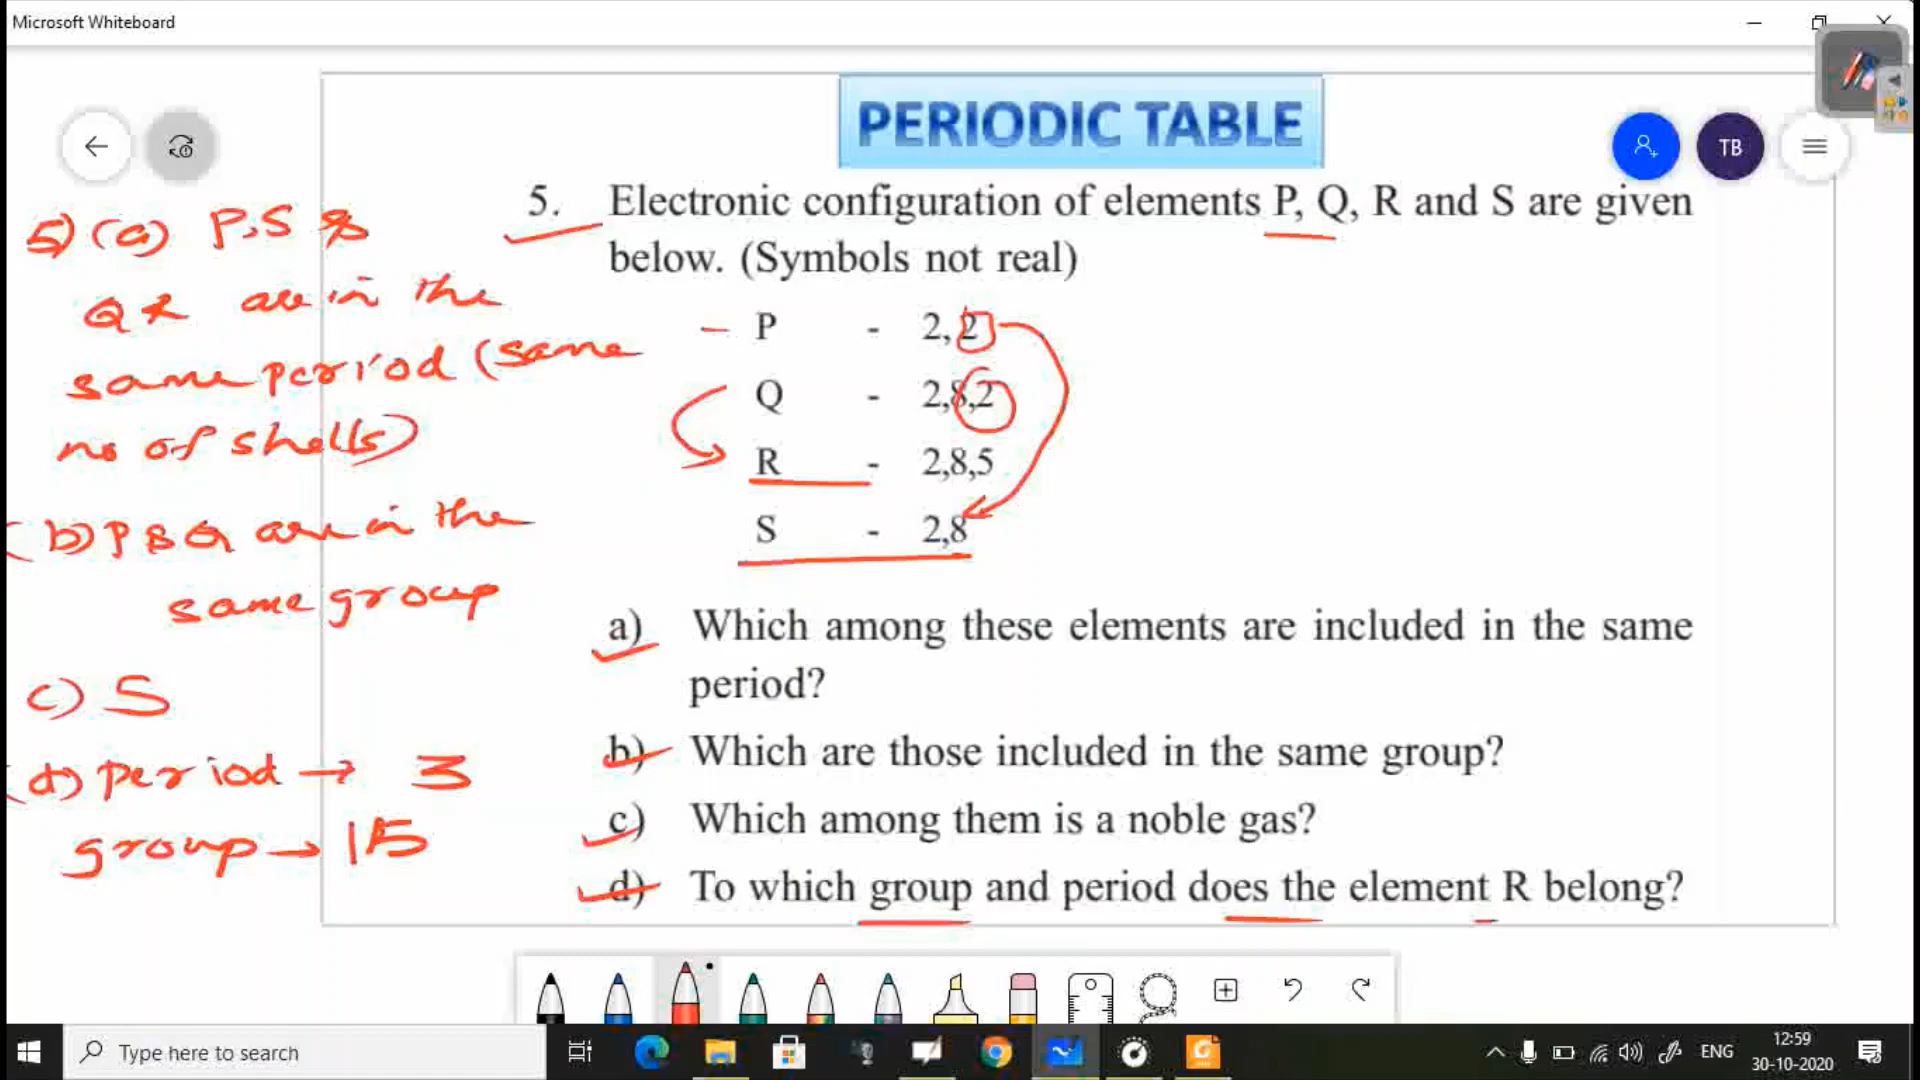 Microsoft Whiteboard
PERIODIC TABLE
TB
5. Electronic configuration of elements P, Q, R and S are given
below. (Symbols not real)
P - 2,2
Q - 2,8,2
R - 2,8,5
S - 2,8
a) Which among these elements are included in the same
period?
b) Which are those included in the same group?
c) Which among them is a noble gas?
d) To which group and period does the element R belong?
5) (a) P,S &
Q R are in the
same period (same
no of shells)
(b) P & Q are in the
same group
c) S
(d) period → 3
group → 15
Type here to search
ENG
12:59
30-10-2020